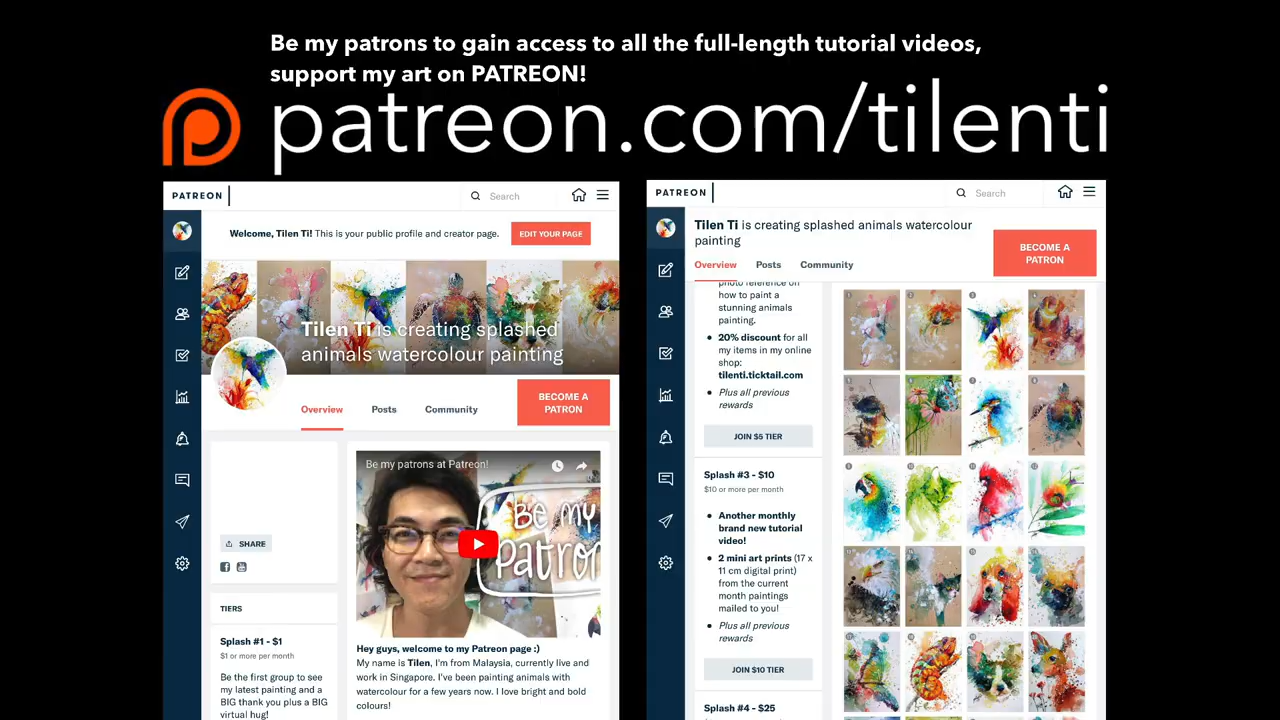 Be my patrons to gain access to all the full-length tutorial videos,
support my art on PATREON!
patreon.com/tilenti
PATREON
Search
Welcome, Tilen Ti! This is your public profile and creator page.
EDIT YOUR PAGE
Tilen Ti is creating splashed
animals watercolour painting
Overview
Posts
Community
BECOME A
PATRON
SHARE
TIERS
Splash #1 - $1
$1 or more per month
Be the first group to see
my latest painting and a
BIG thank you plus a BIG
virtual hug!
Be my patrons at Patreon!
Be my
Patron
Hey guys, welcome to my Patreon page :)
My name is Tilen, I'm from Malaysia, currently live and
work in Singapore. I've been painting animals with
watercolour for a few years now. I love bright and bold
colours!
PATREON
Search
Tilen Ti is creating splashed animals watercolour
painting
BECOME A
PATRON
Overview
Posts
Community
photo reference on
how to paint a
stunning animals
painting.
20% discount for all
my items in my online
shop:
tilenti.ticktail.com
Plus all previous
rewards
JOIN $5 TIER
Splash #3 - $10
$10 or more per month
Another monthly
brand new tutorial
video!
2 mini art prints (17 x
11 cm digital print)
from the current
month paintings
mailed to you!
Plus all previous
rewards
JOIN $10 TIER
Splash #4 - $25